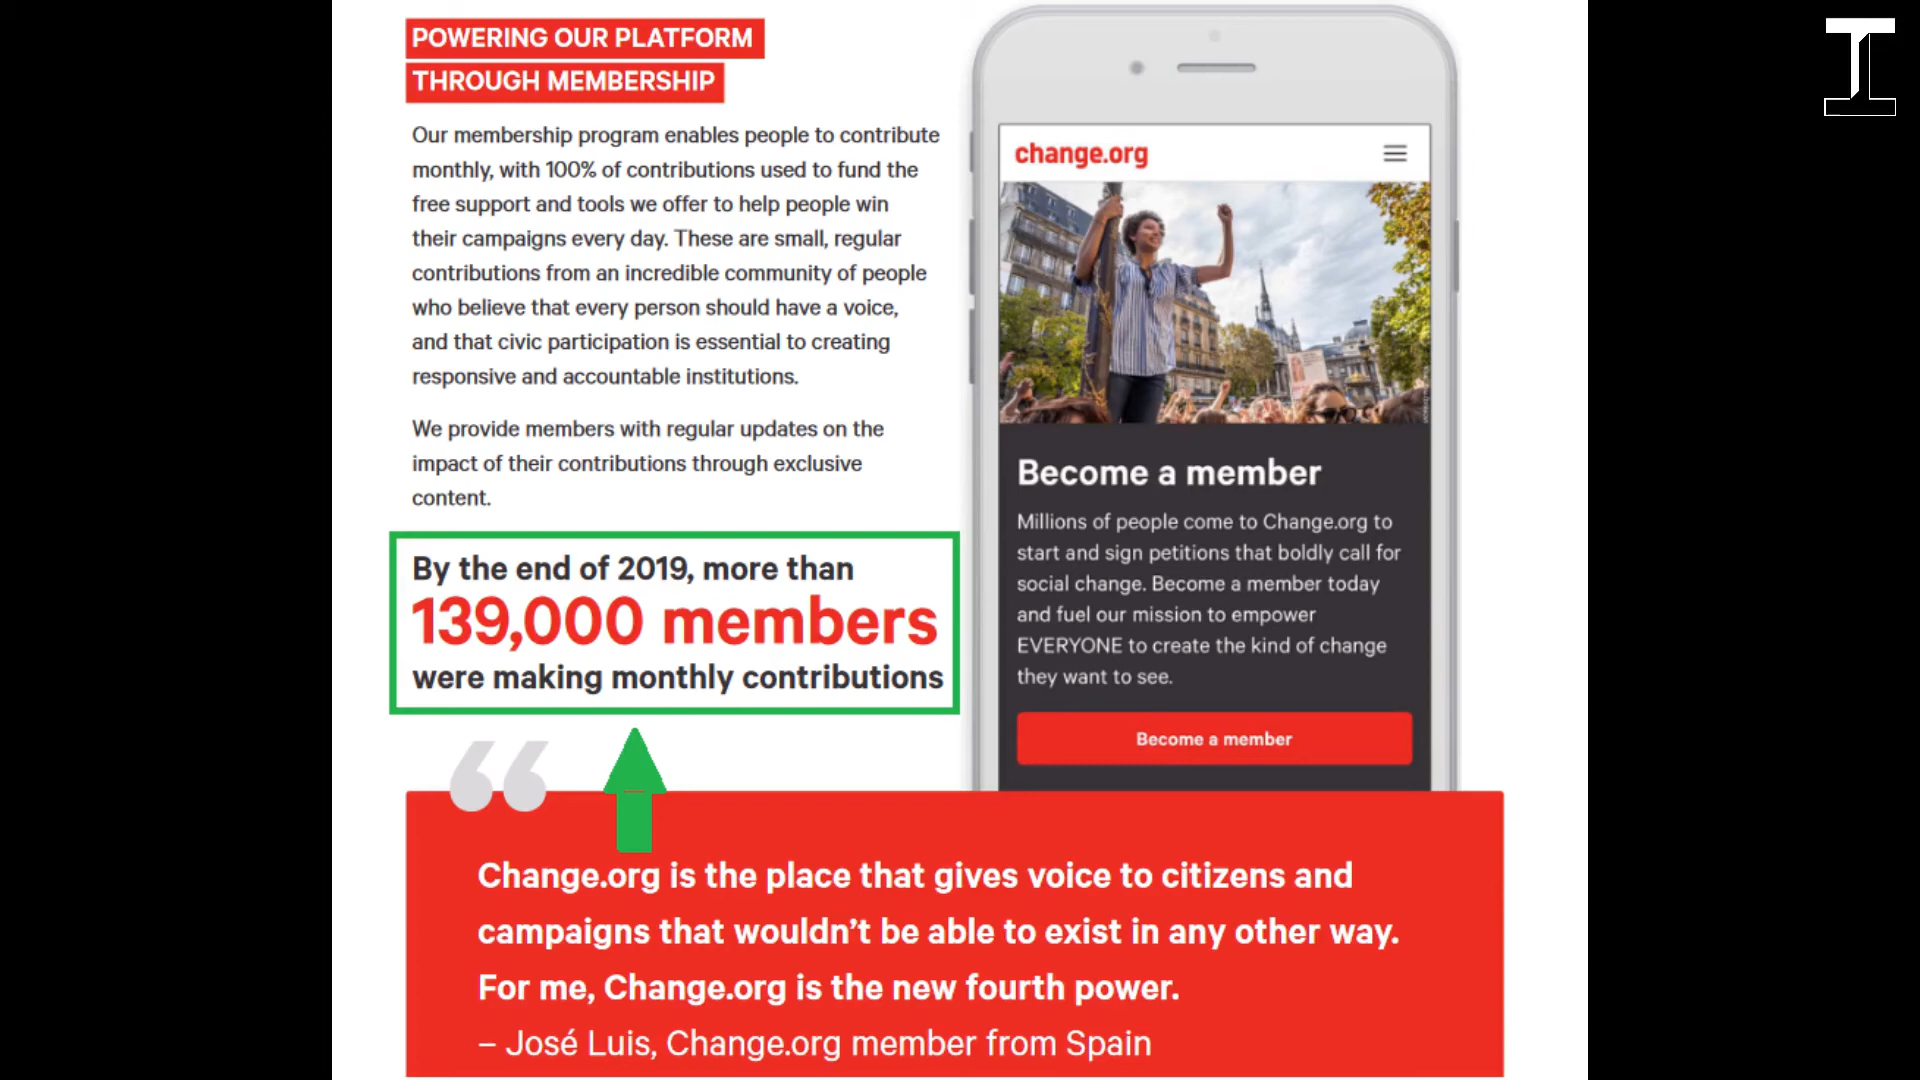 POWERING OUR PLATFORM
THROUGH MEMBERSHIP
Our membership program enables people to contribute
monthly, with 100% of contributions used to fund the
free support and tools we offer to help people win
their campaigns every day. These are small, regular
contributions from an incredible community of people
who believe that every person should have a voice,
and that civic participation is essential to creating
responsive and accountable institutions.
We provide members with regular updates on the
impact of their contributions through exclusive
content.
By the end of 2019, more than
139,000 members
were making monthly contributions
change.org
Become a member
Millions of people come to Change.org to
start and sign petitions that boldly call for
social change. Become a member today
and fuel our mission to empower
EVERYONE to create the kind of change
they want to see.
Become a member
“
Change.org is the place that gives voice to citizens and
campaigns that wouldn’t be able to exist in any other way.
For me, Change.org is the new fourth power.
– José Luis, Change.org member from Spain
I